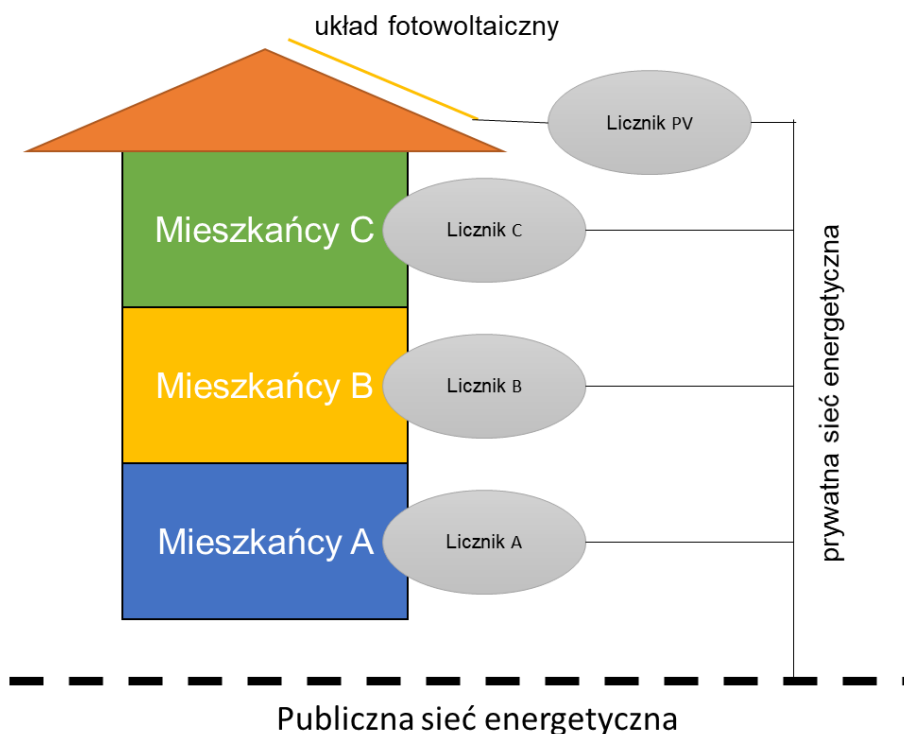 układ fotowoltaiczny
Licznik PV
Mieszkańcy C
Licznik C
Mieszkańcy B
Licznik B
Mieszkańcy A
Licznik A
prywatna sieć energetyczna
Publiczna sieć energetyczna